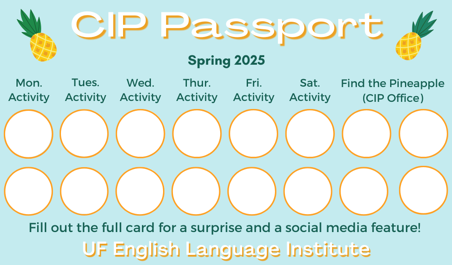 CIP Passport
Spring 2025
Mon. Activity
Tues. Activity
Wed. Activity
Thur. Activity
Fri. Activity
Sat. Activity
Find the Pineapple (CIP Office)
Fill out the full card for a surprise and a social media feature!
UF English Language Institute